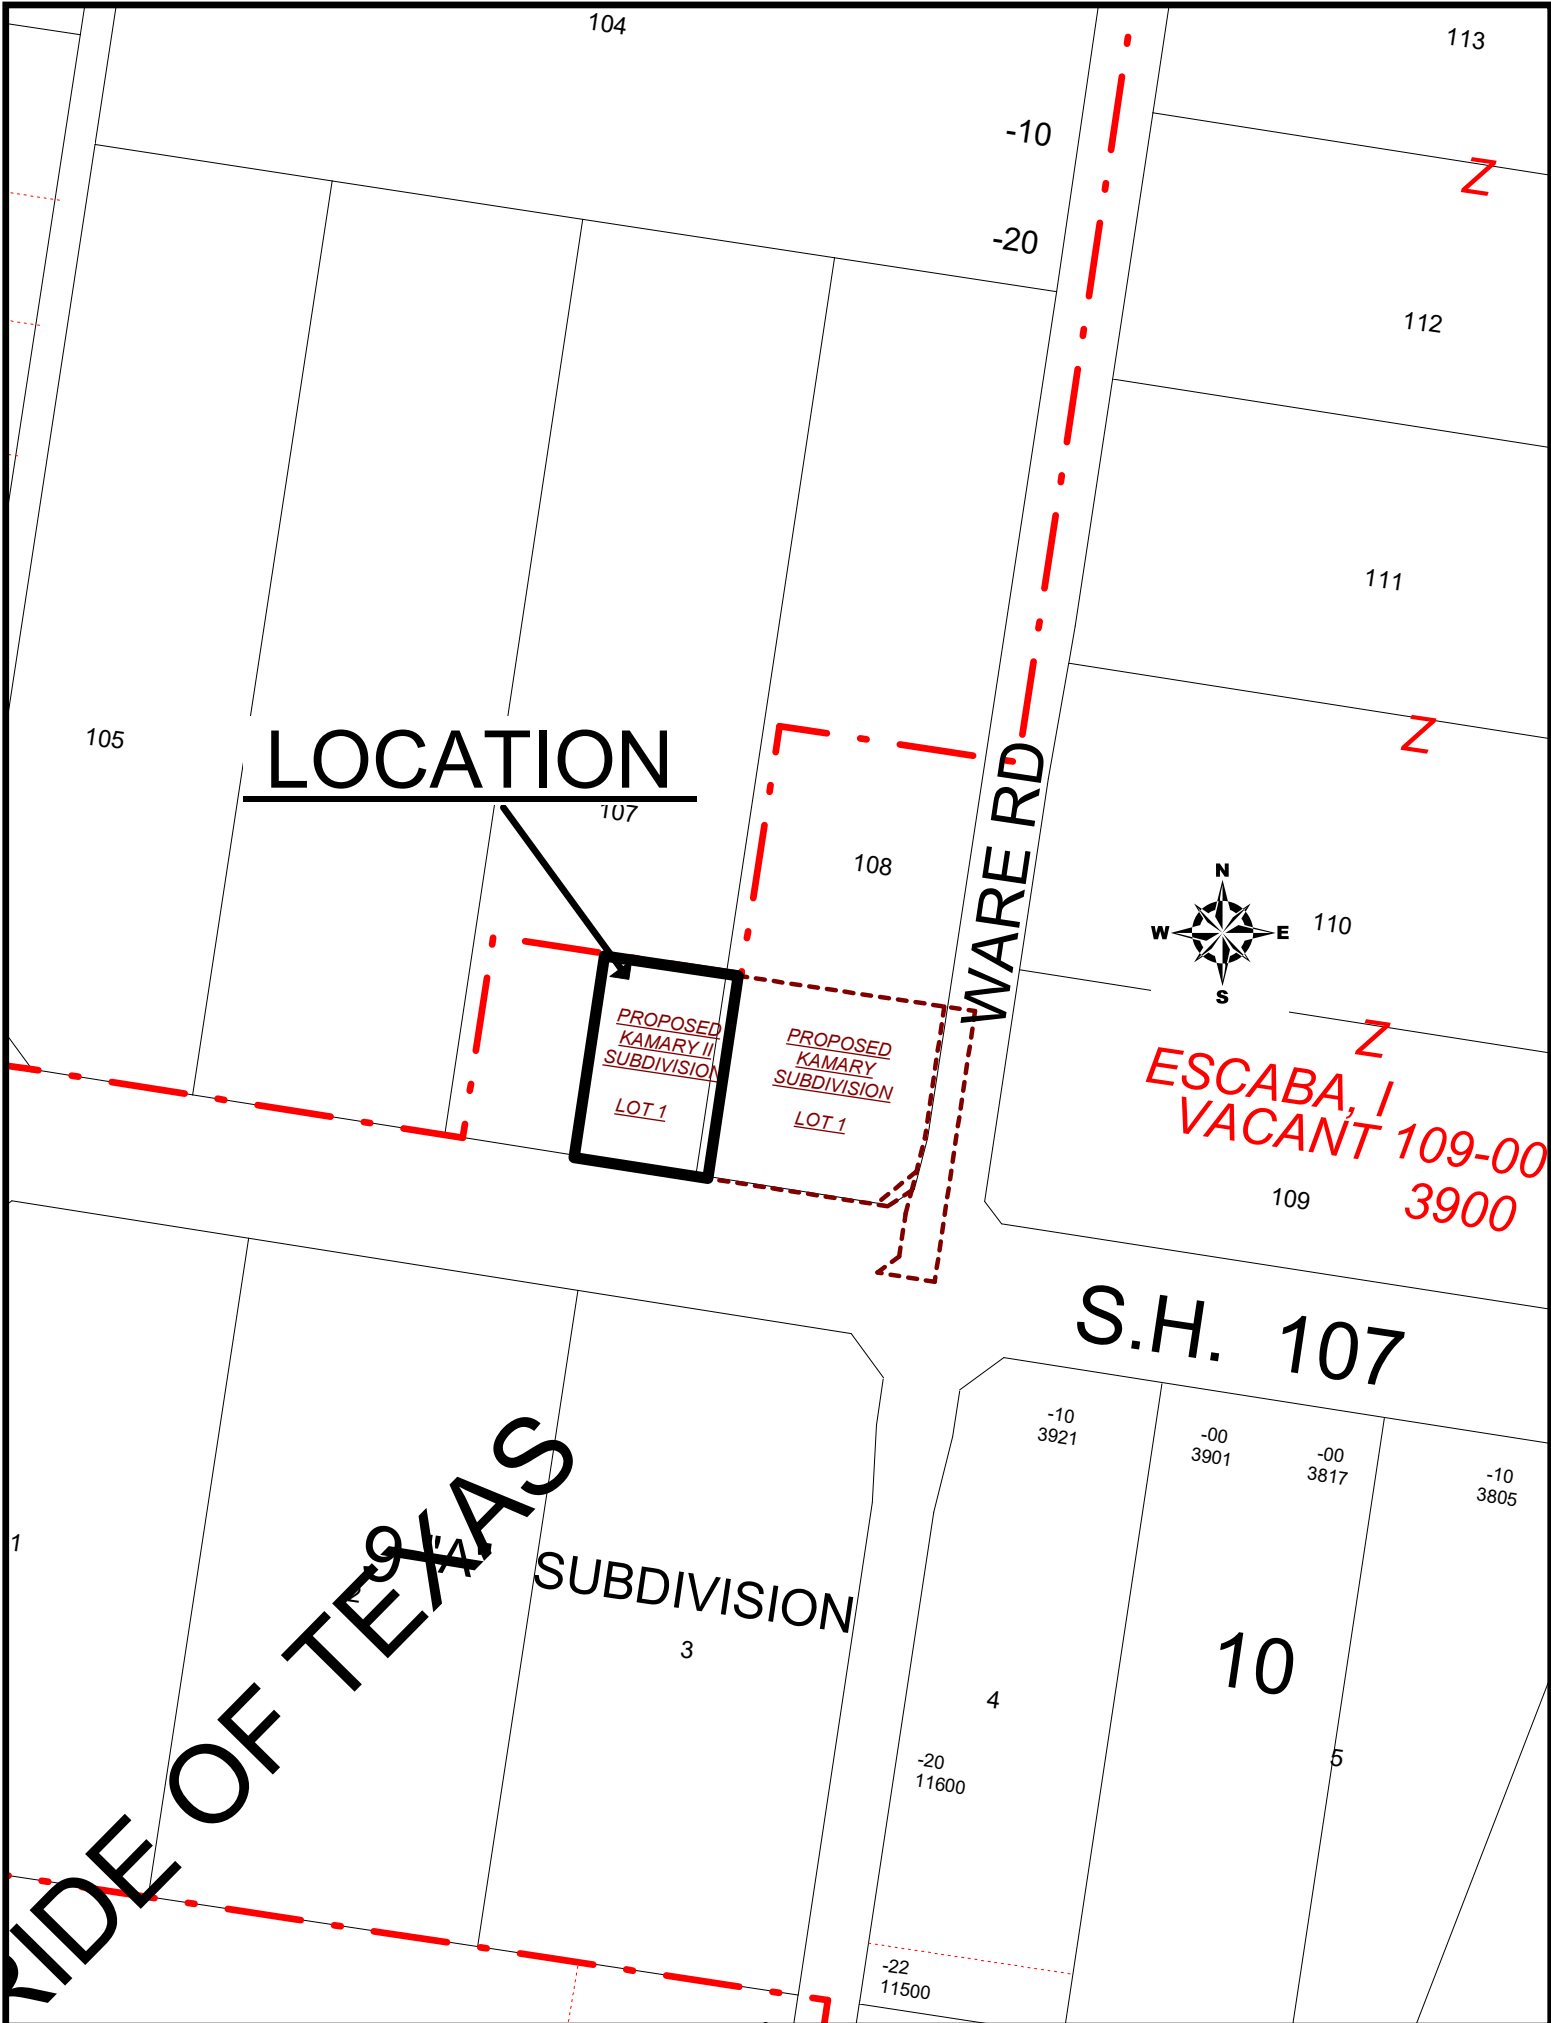 104
113
-10
Z
-20
112
111
105
Z
LOCATION
107
WARE RD
108
N
W
E
S
110
PROPOSED
KAMARY II
SUBDIVISION
LOT 1
PROPOSED
KAMARY
SUBDIVISION
LOT 1
Z
ESCABA, I
VACANT 109-00
3900
109
S.H. 107
-10
3921
-00
3901
-00
3817
-10
3805
1
9
"A"
2
SUBDIVISION
3
10
4
5
-20
11600
RIDE OF TEXAS
-22
11500